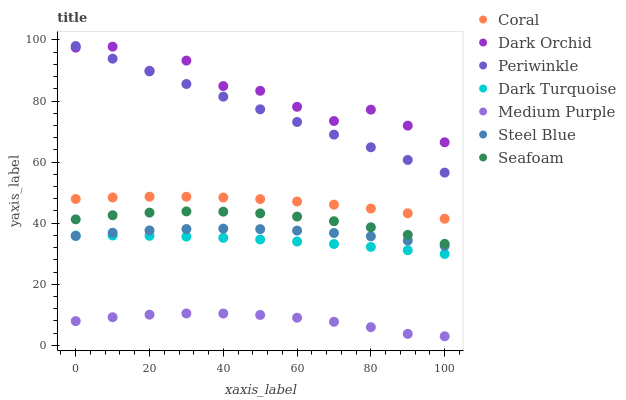 title
100
80
60
40
20
0
yaxis_label
0
20
40
60
80
100
xaxis_label
Coral
Dark Orchid
Periwinkle
Dark Turquoise
Medium Purple
Steel Blue
Seafoam